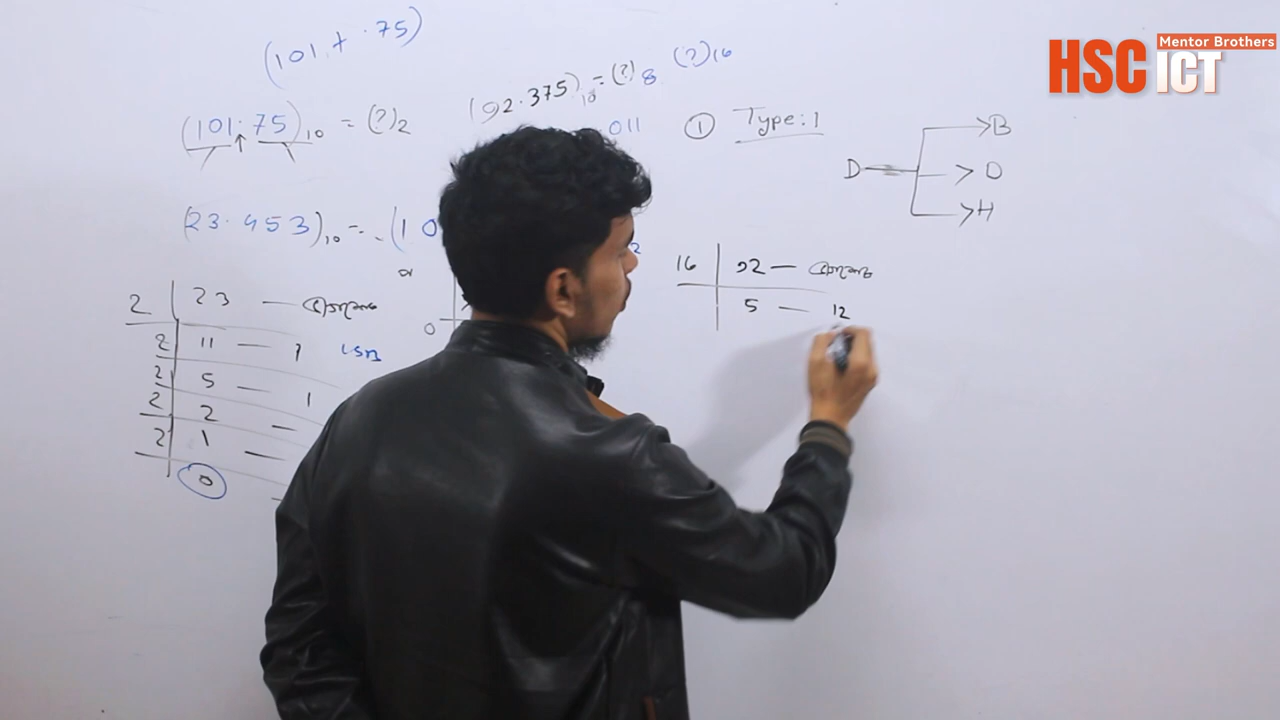 (101 + .75)
(101.75)10 = (?)2
(92.375)10 = (?)8 (?)16
011
① Type:1
D
B
O
H
(23.453)10 = (10
2 23 — ভাগশেষ
2 11 — 1 LSB
2 5 — 1
2 2 —
2 1 —
0
0
16 92 — ভাগশেষ
5 — 12
HSC ICT
Mentor Brothers